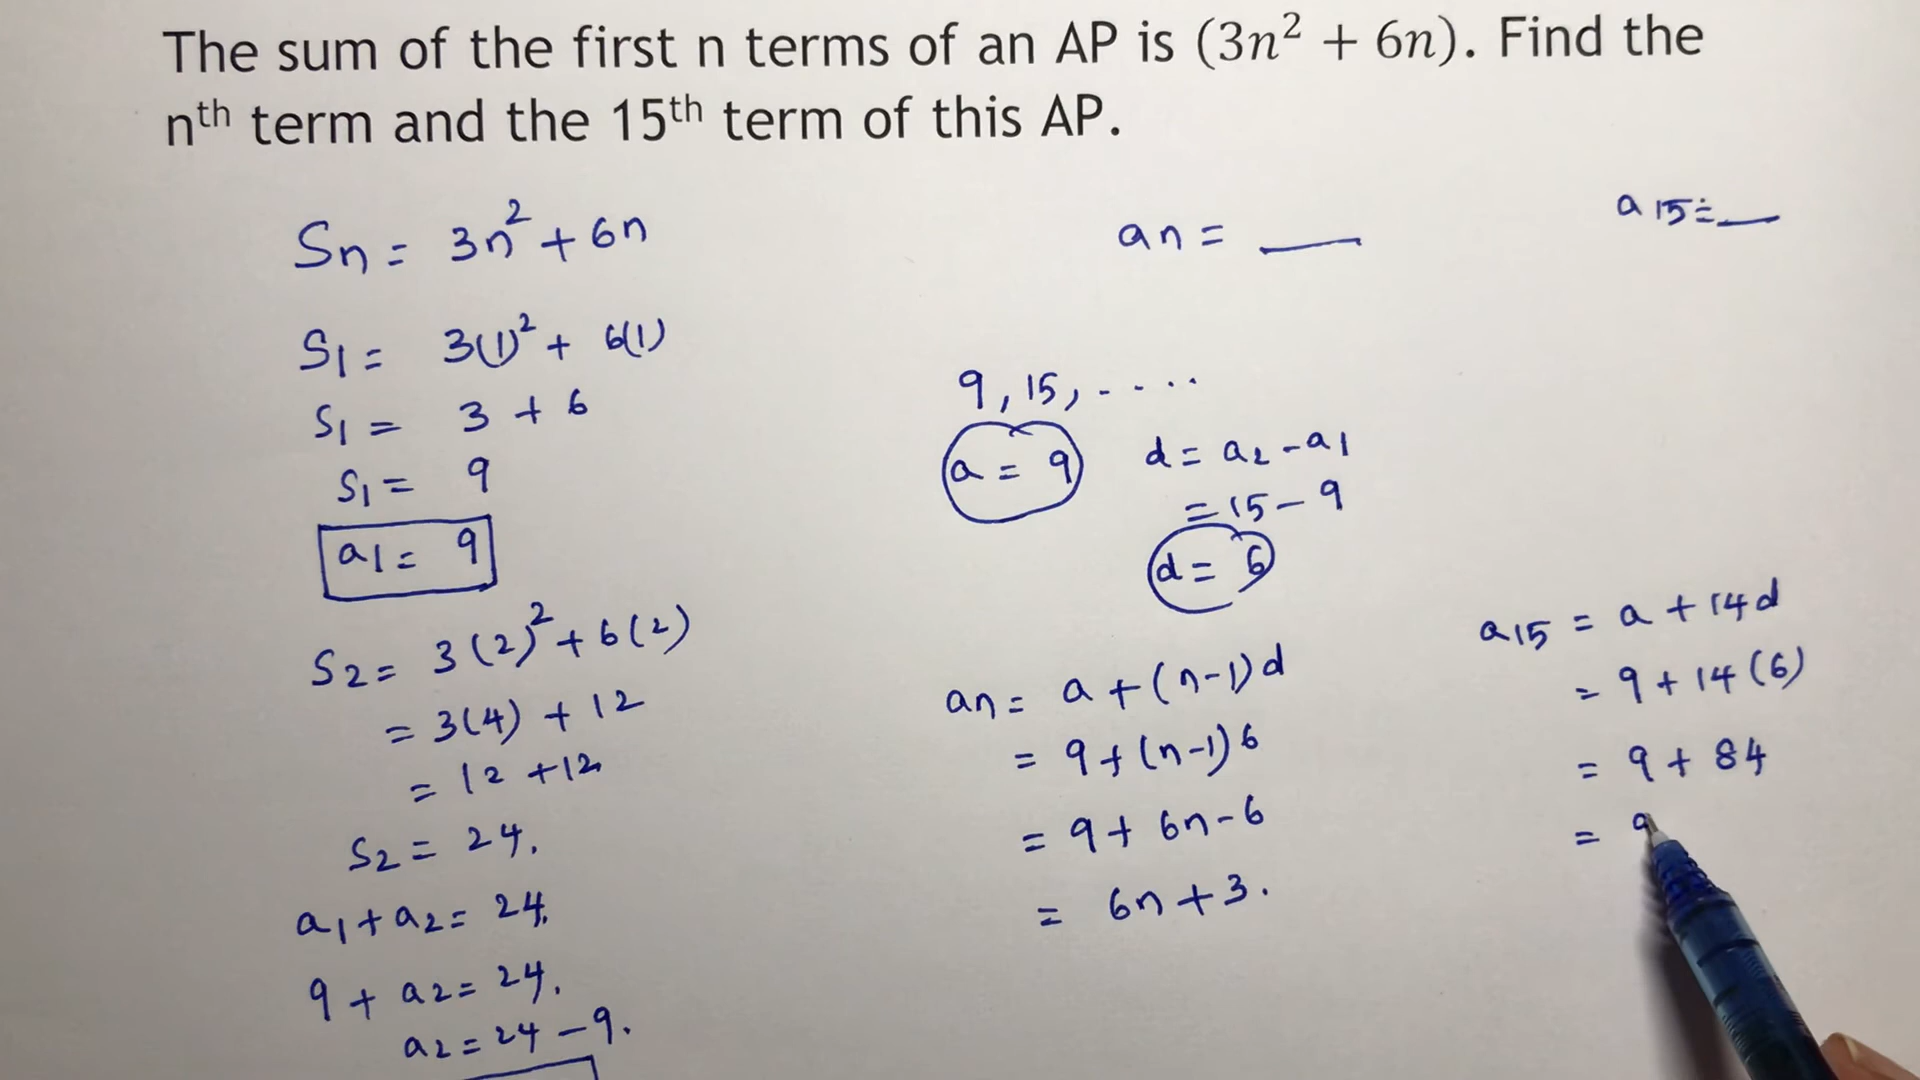 The sum of the first n terms of an AP is (3n² + 6n). Find the
nᵗʰ term and the 15ᵗʰ term of this AP.
Sn = 3n² + 6n
S1 = 3(1)² + 6(1)
S1 = 3 + 6
S1 = 9
a1 = 9
S2 = 3(2)² + 6(2)
= 3(4) + 12
= 12 + 12
S2 = 24.
a1 + a2 = 24.
9 + a2 = 24.
a2 = 24 - 9.
an = __
9, 15, - - - -
a = 9
d = a2 - a1
= 15 - 9
d = 6
an = a + (n-1)d
= 9 + (n-1)6
= 9 + 6n - 6
= 6n + 3.
a15 = __
a15 = a + 14d
= 9 + 14(6)
= 9 + 84
= 9